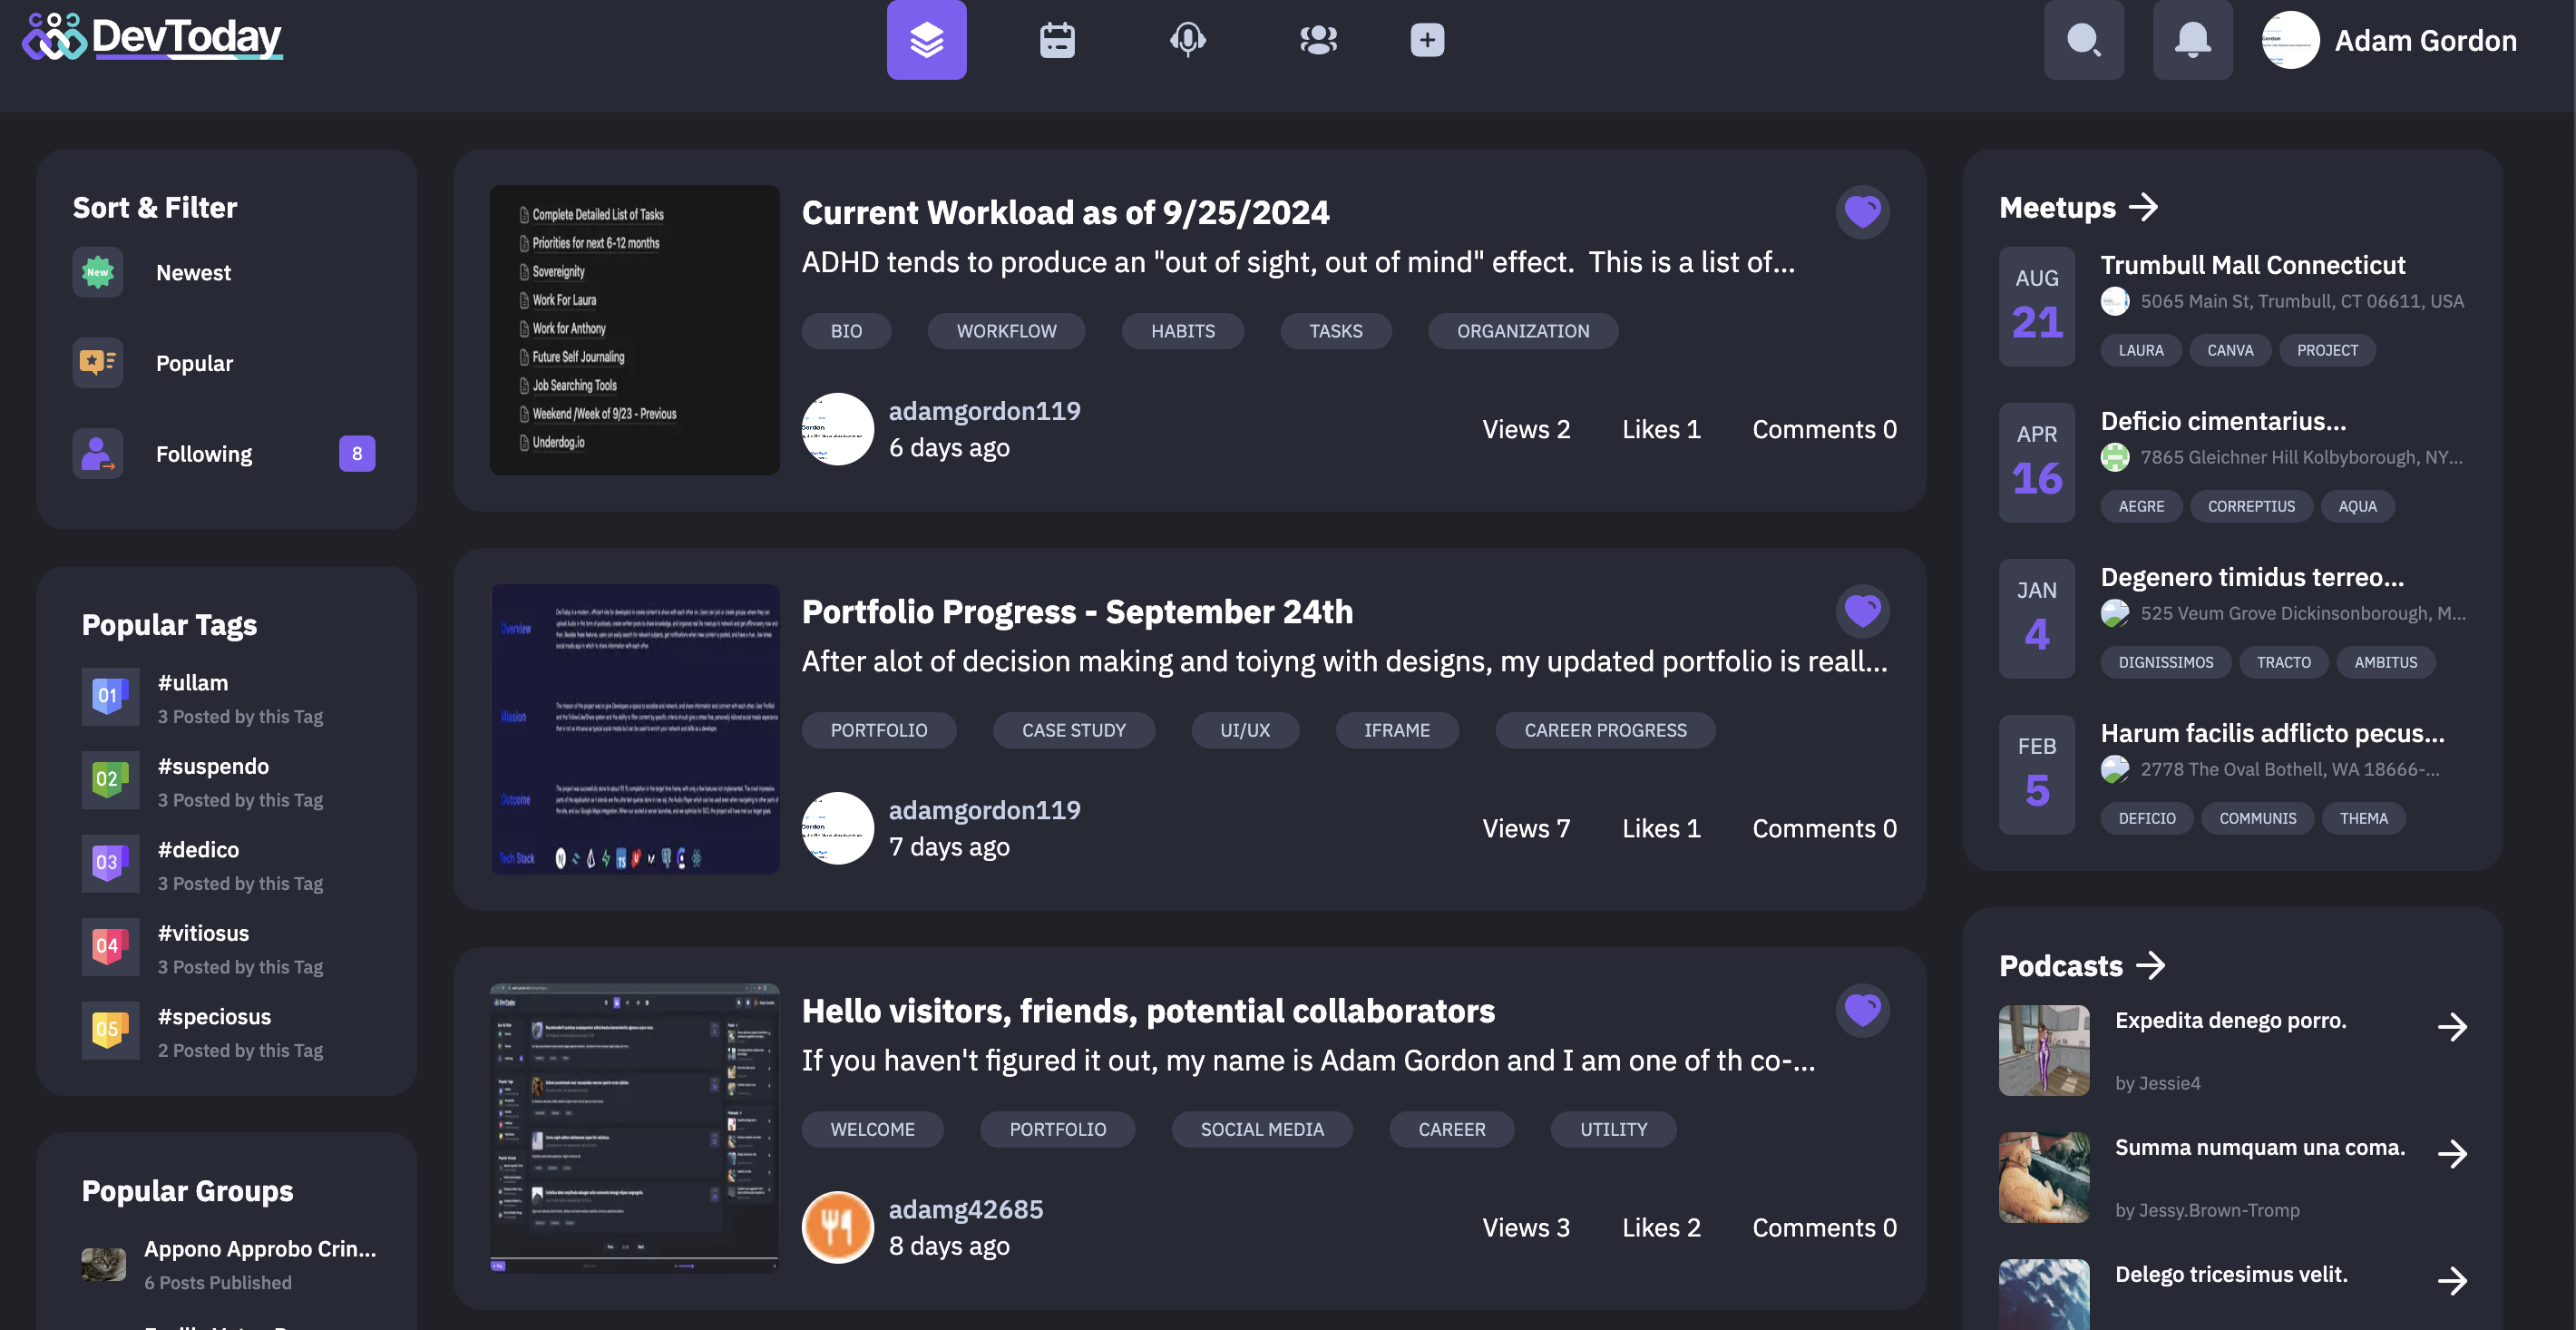 DevToday
Adam Gordon
Sort & Filter
New
Newest
Popular
Following
8
Popular Tags
01
#ullam
3 Posted by this Tag
02
#suspendo
3 Posted by this Tag
03
#dedico
3 Posted by this Tag
04
#vitiosus
3 Posted by this Tag
05
#speciosus
2 Posted by this Tag
Popular Groups
Appono Approbo Crin...
6 Posts Published
Complete Detailed List of Tasks
Priorities for next 6-12 months
Sovereignity
Work For Laura
Work for Anthony
Future Self Journaling
Job Searching Tools
Weekend /Week of 9/23 - Previous
Underdog.io
Current Workload as of 9/25/2024
ADHD tends to produce an "out of sight, out of mind" effect.  This is a list of...
BIO
WORKFLOW
HABITS
TASKS
ORGANIZATION
adamgordon119
6 days ago
Views 2
Likes 1
Comments 0
Overview
Mission
Outcome
Tech Stack
Portfolio Progress - September 24th
After alot of decision making and toiyng with designs, my updated portfolio is reall...
PORTFOLIO
CASE STUDY
UI/UX
IFRAME
CAREER PROGRESS
adamgordon119
7 days ago
Views 7
Likes 1
Comments 0
Hello visitors, friends, potential collaborators
If you haven't figured it out, my name is Adam Gordon and I am one of th co-...
WELCOME
PORTFOLIO
SOCIAL MEDIA
CAREER
UTILITY
adamg42685
8 days ago
Views 3
Likes 2
Comments 0
Meetups
AUG
21
Trumbull Mall Connecticut
5065 Main St, Trumbull, CT 06611, USA
LAURA
CANVA
PROJECT
APR
16
Deficio cimentarius...
7865 Gleichner Hill Kolbyborough, NY...
AEGRE
CORREPTIUS
AQUA
JAN
4
Degenero timidus terreo...
525 Veum Grove Dickinsonborough, M...
DIGNISSIMOS
TRACTO
AMBITUS
FEB
5
Harum facilis adflicto pecus...
2778 The Oval Bothell, WA 18666-...
DEFICIO
COMMUNIS
THEMA
Podcasts
Expedita denego porro.
by Jessie4
Summa numquam una coma.
by Jessy.Brown-Tromp
Delego tricesimus velit.